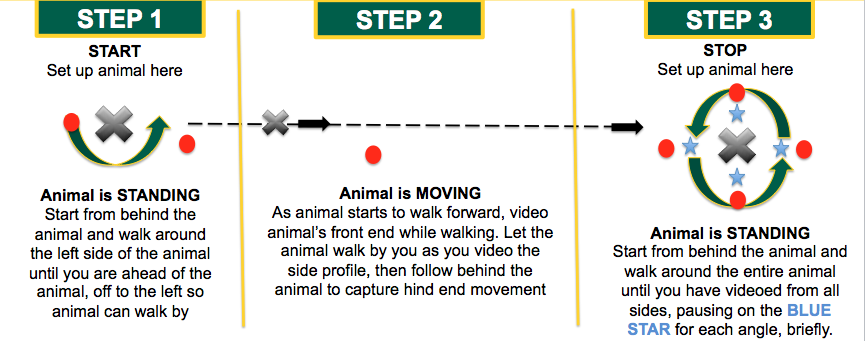 STEP 1
START
Set up animal here
Animal is STANDING
Start from behind the
animal and walk around
the left side of the animal
until you are ahead of the
animal, off to the left so
animal can walk by
STEP 2
Animal is MOVING
As animal starts to walk forward, video
animal's front end while walking. Let the
animal walk by you as you video the
side profile, then follow behind the
animal to capture hind end movement
STEP 3
STOP
Set up animal here
Animal is STANDING
Start from behind the animal and
walk around the entire animal
until you have videoed from all
sides, pausing on the BLUE
STAR for each angle, briefly.